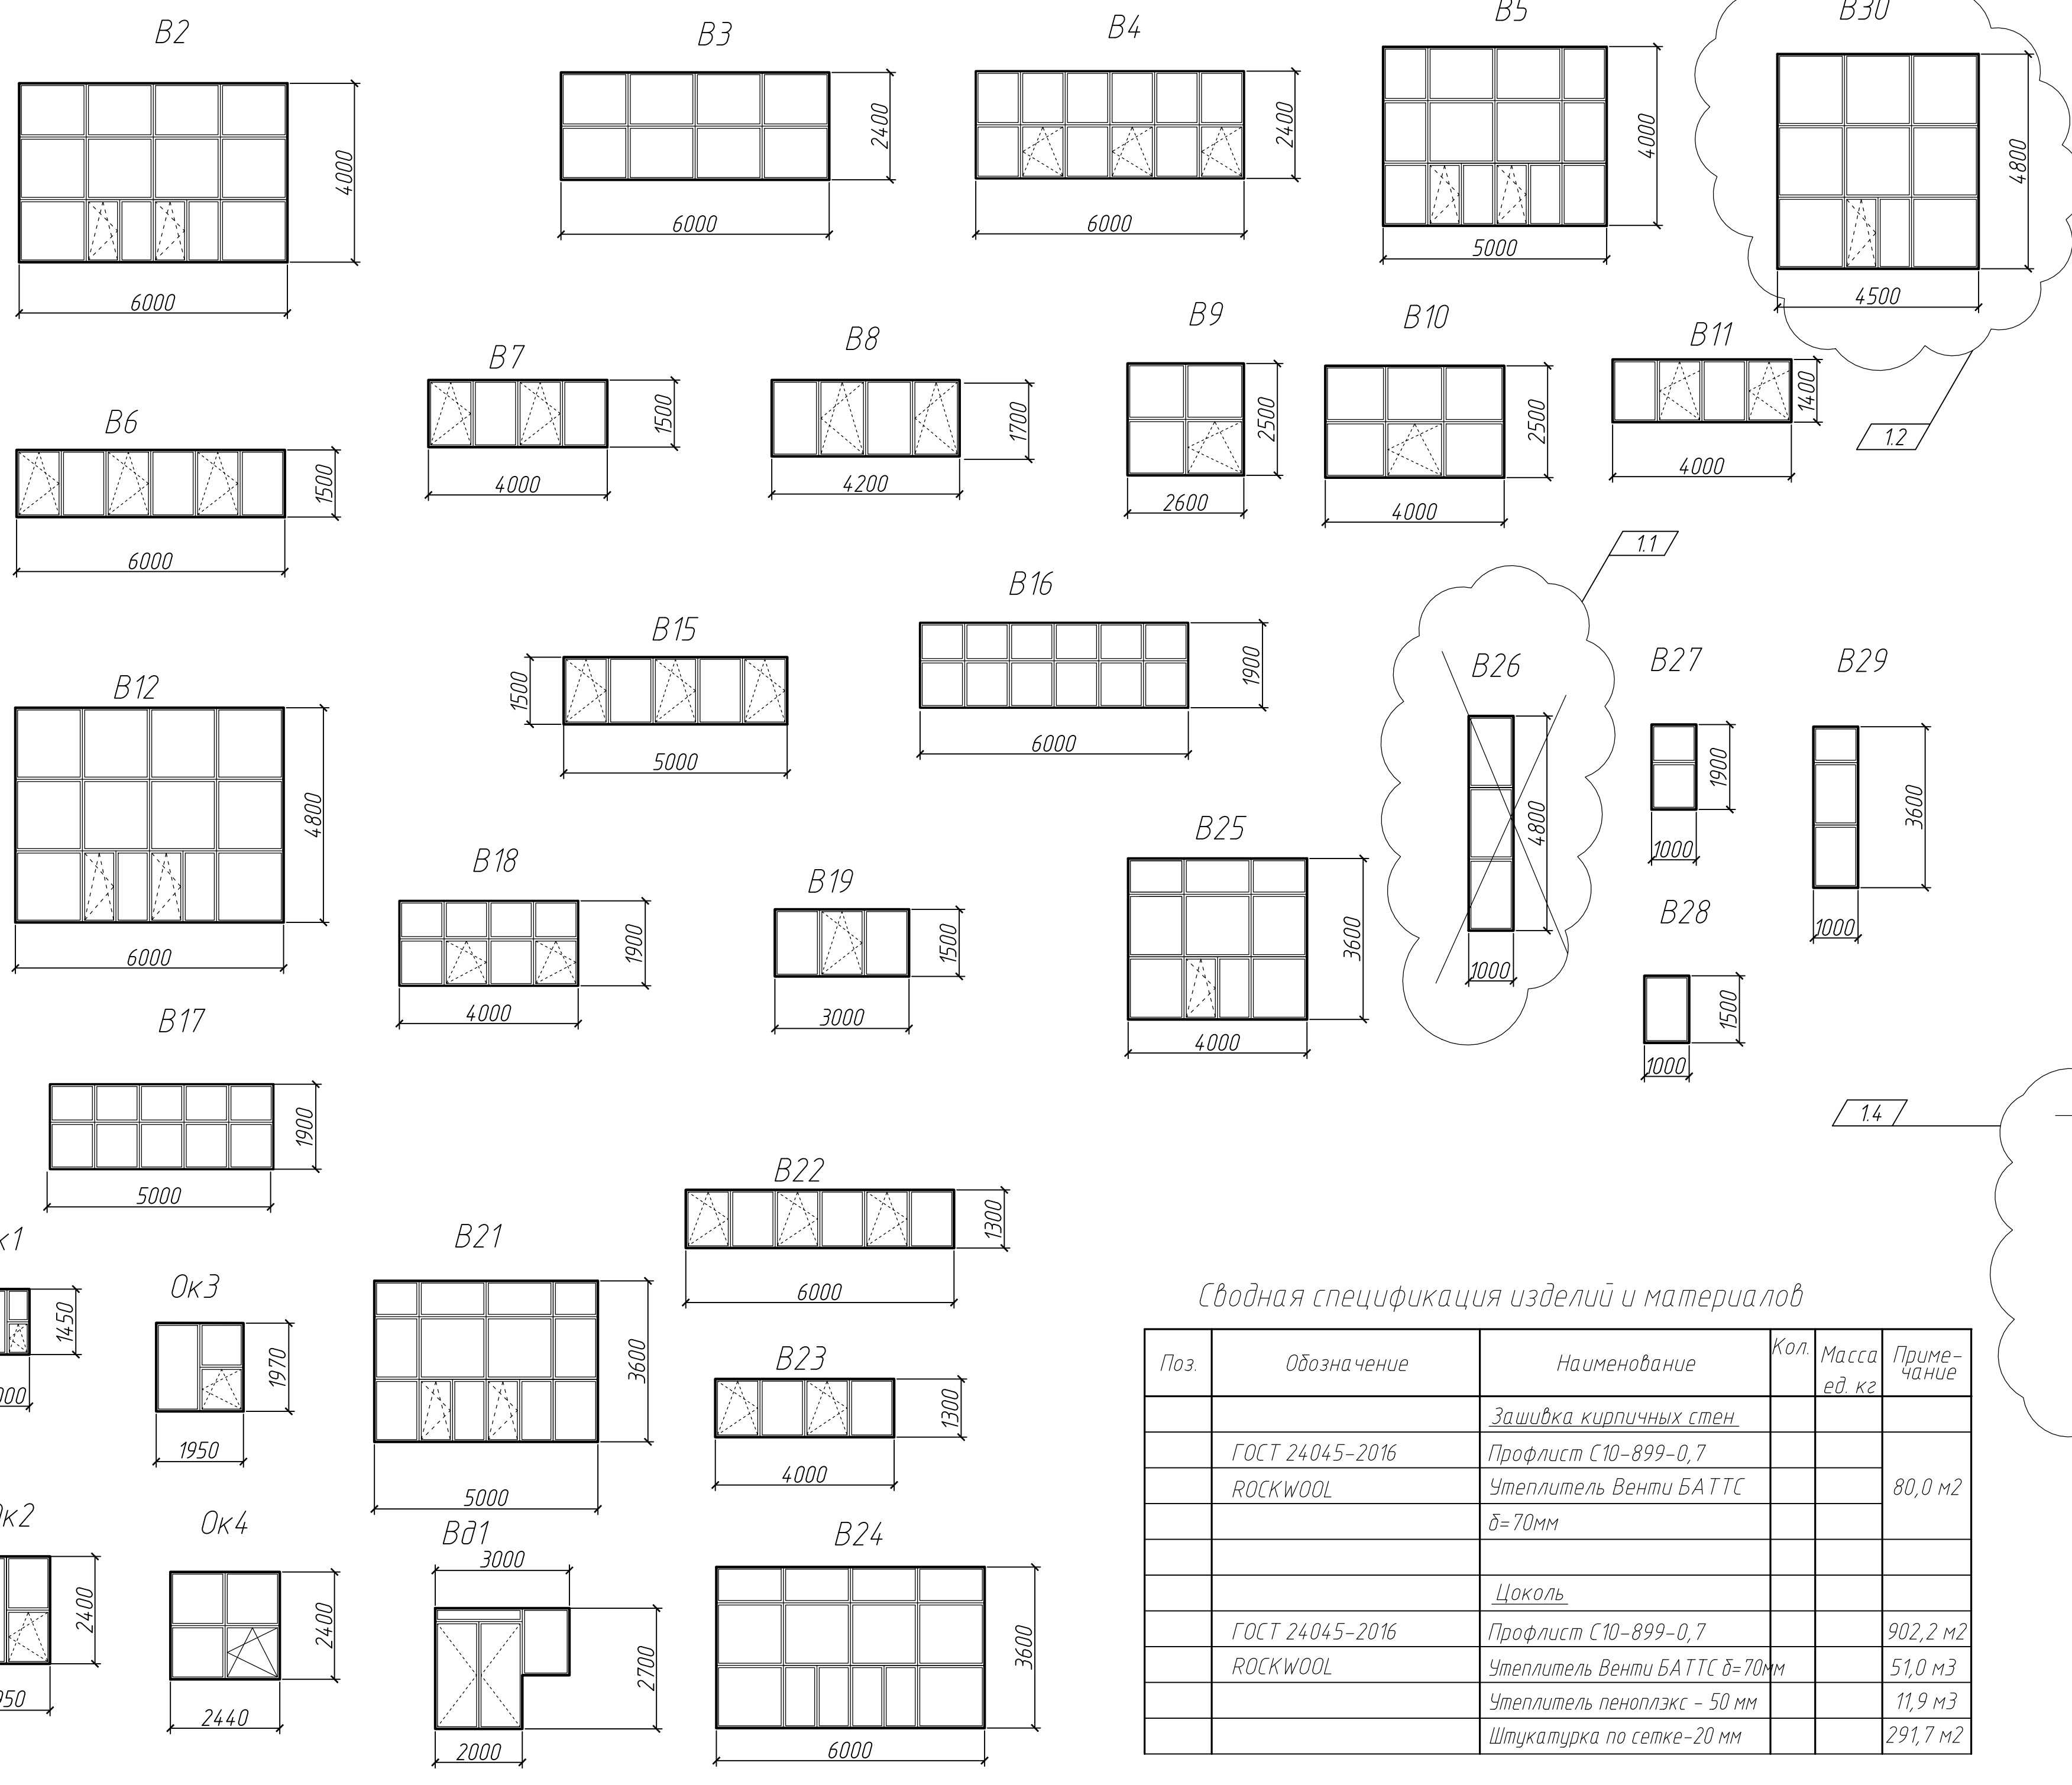 В2
4000
6000
В3
2400
6000
В4
2400
6000
В5
4000
5000
В30
4800
4500
1.2
В6
1500
6000
В7
1500
4000
В8
1700
4200
В9
2500
2600
В10
2500
4000
В11
1400
4000
1.1
В12
4800
6000
В15
1500
5000
В16
1900
6000
В26
4800
1000
В27
1900
1000
В29
3600
1000
В18
1900
4000
В19
1500
3000
В25
3600
4000
В28
1500
1000
1.4
В17
1900
5000
к1
1450
000
Ок3
1970
1950
В21
3600
5000
В22
1300
6000
В23
1300
4000
Ок2
2400
950
Ок4
2400
2440
Вд1
3000
2700
2000
В24
3600
6000
Сводная спецификация изделий и материалов
Поз. Обозначение Наименование Кол. Масса ед. кг Приме-чание
Зашивка кирпичных стен
ГОСТ 24045-2016 Профлист С10-899-0,7
ROCKWOOL Утеплитель Венти БАТТС 80,0 м2
δ=70мм
Цоколь
ГОСТ 24045-2016 Профлист С10-899-0,7 902,2 м2
ROCKWOOL Утеплитель Венти БАТТС δ=70мм 51,0 м3
Утеплитель пеноплэкс - 50 мм 11,9 м3
Штукатурка по сетке-20 мм 291,7 м2